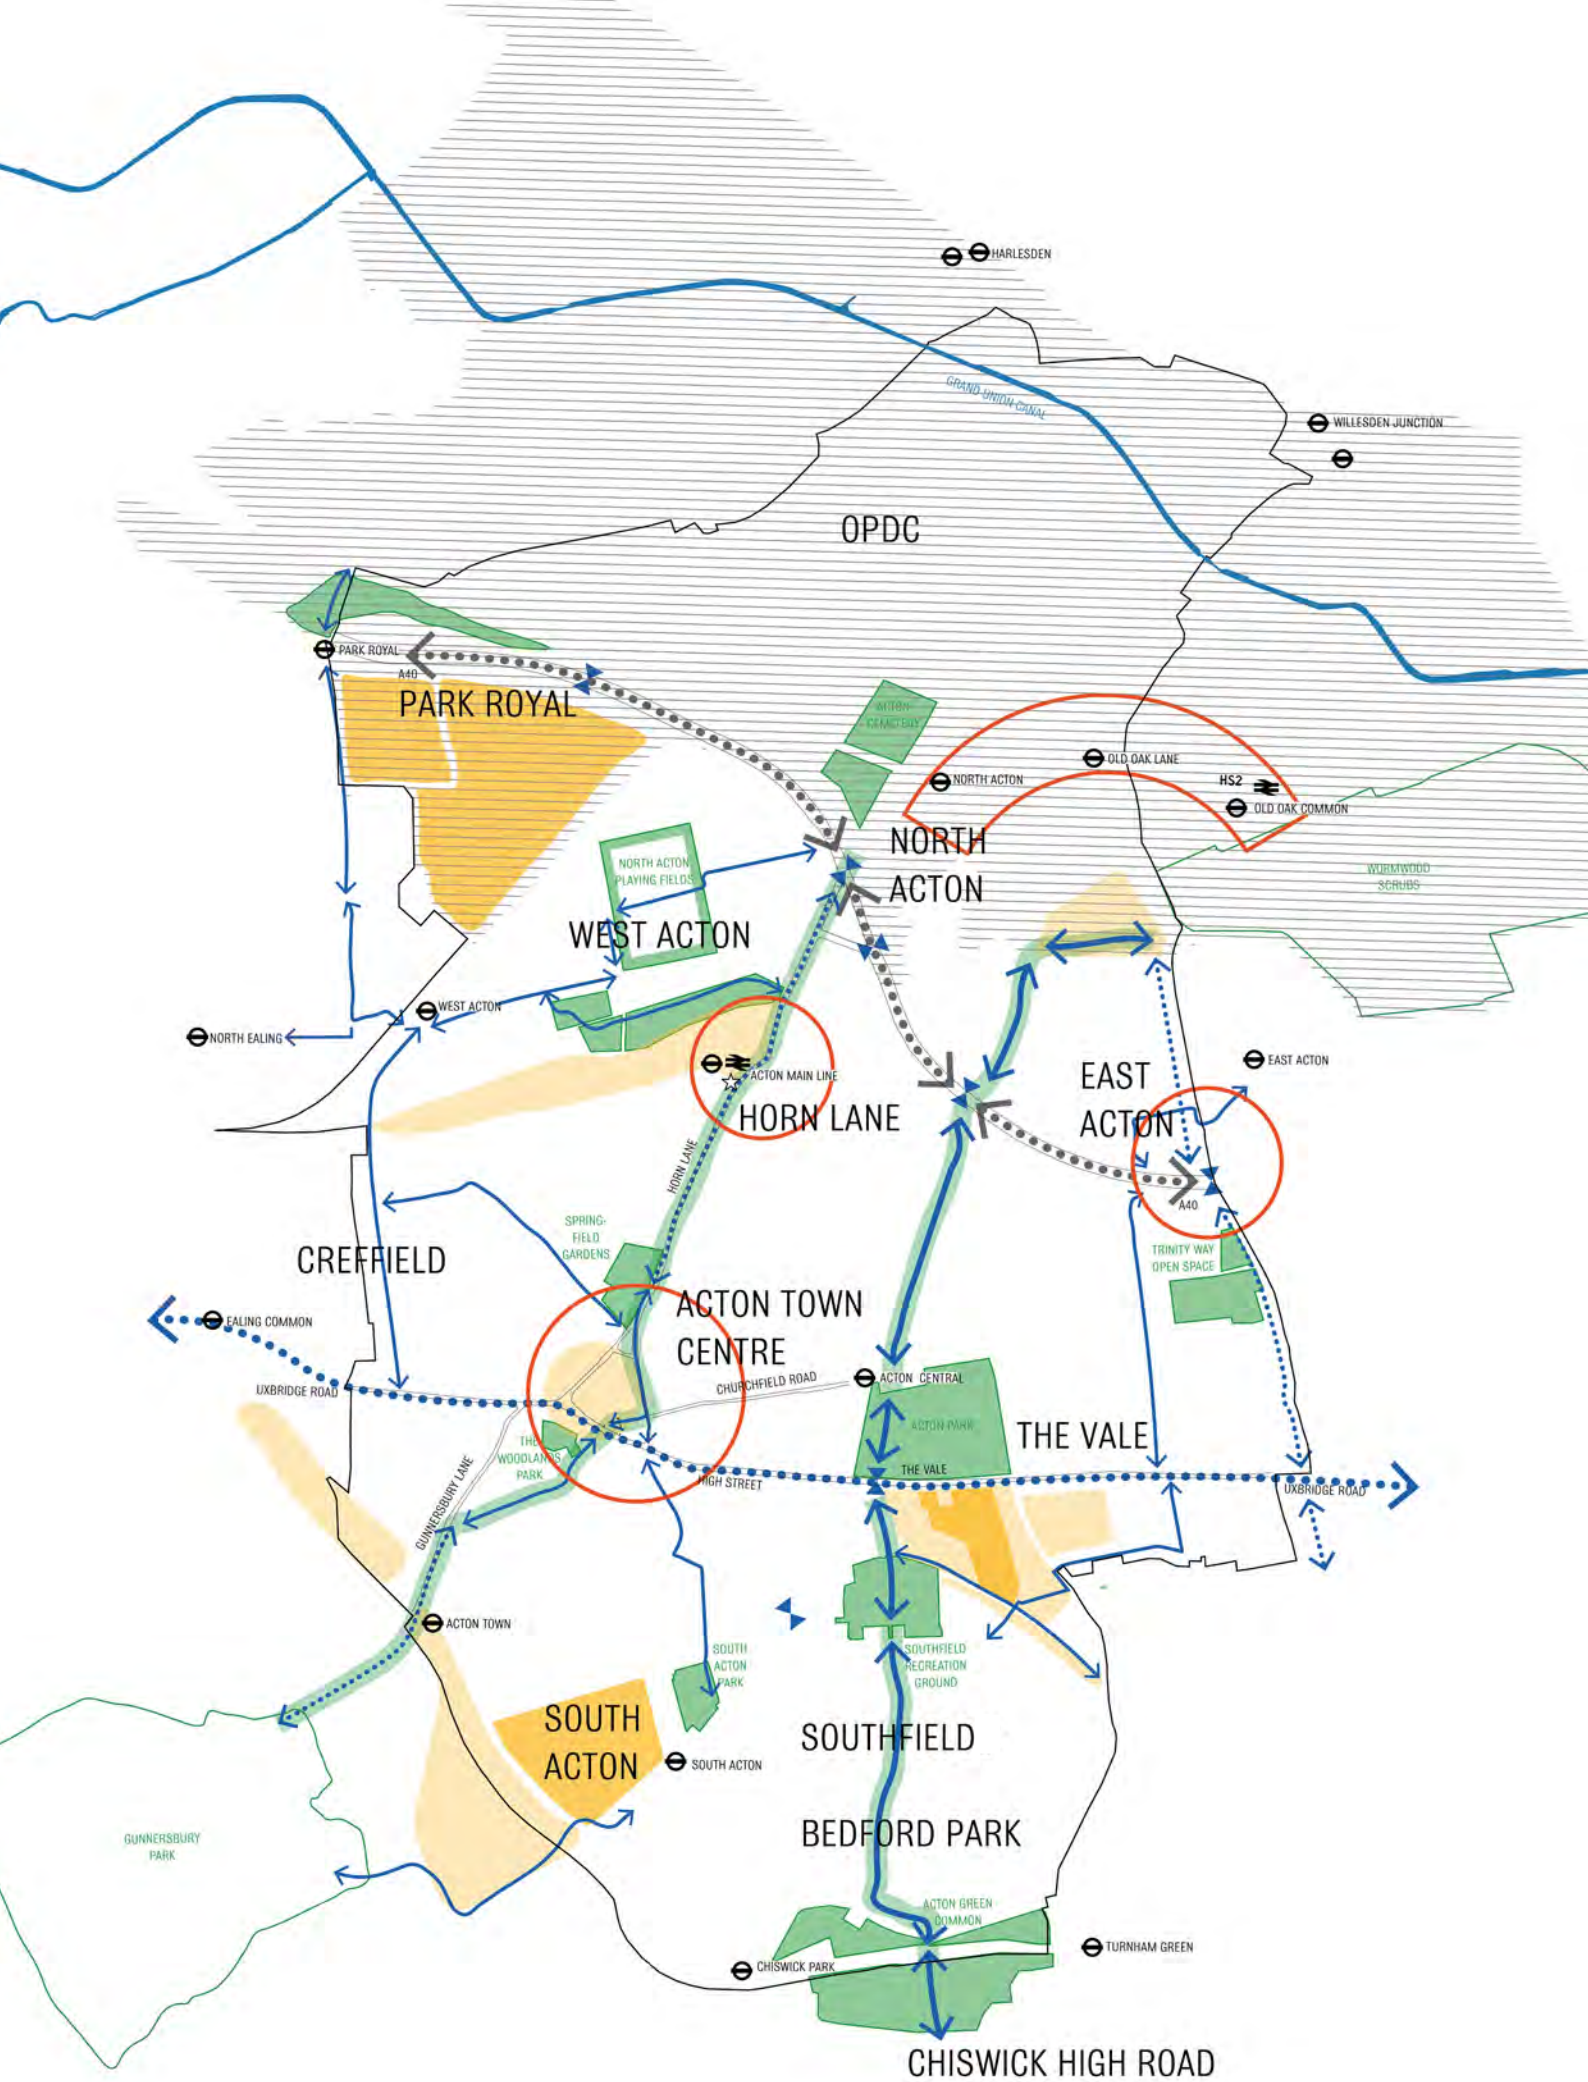 HARLESDEN
GRAND UNION CANAL
WILLESDEN JUNCTION
OPDC
PARK ROYAL
A40
PARK ROYAL
ACTON
CEMETERY
OLD OAK LANE
NORTH ACTON
HS2
OLD OAK COMMON
NORTH
ACTON
NORTH ACTON
PLAYING FIELDS
WORMWOOD
SCRUBS
WEST ACTON
WEST ACTON
NORTH EALING
EAST ACTON
ACTON MAIN LINE
EAST
ACTON
HORN LANE
HORN LANE
A40
SPRING-
FIELD
GARDENS
CREFFIELD
TRINITY WAY
OPEN SPACE
ACTON TOWN
CENTRE
EALING COMMON
CHURCHFIELD ROAD
ACTON CENTRAL
UXBRIDGE ROAD
ACTON PARK
THE VALE
THE
WOODLANDS
PARK
THE VALE
HIGH STREET
UXBRIDGE ROAD
GUNNERSBURY LANE
ACTON TOWN
SOUTH
ACTON
PARK
SOUTHFIELD
RECREATION
GROUND
SOUTH
ACTON
SOUTHFIELD
SOUTH ACTON
BEDFORD PARK
GUNNERSBURY
PARK
ACTON GREEN
COMMON
TURNHAM GREEN
CHISWICK PARK
CHISWICK HIGH ROAD